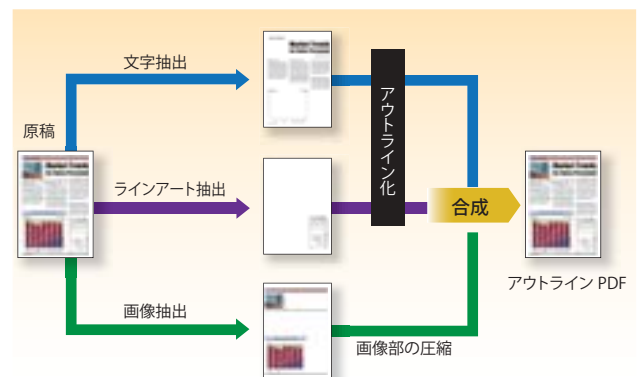 文字抽出
原稿
アウトライン化
ラインアート抽出
合成
アウトライン PDF
画像抽出
画像部の圧縮